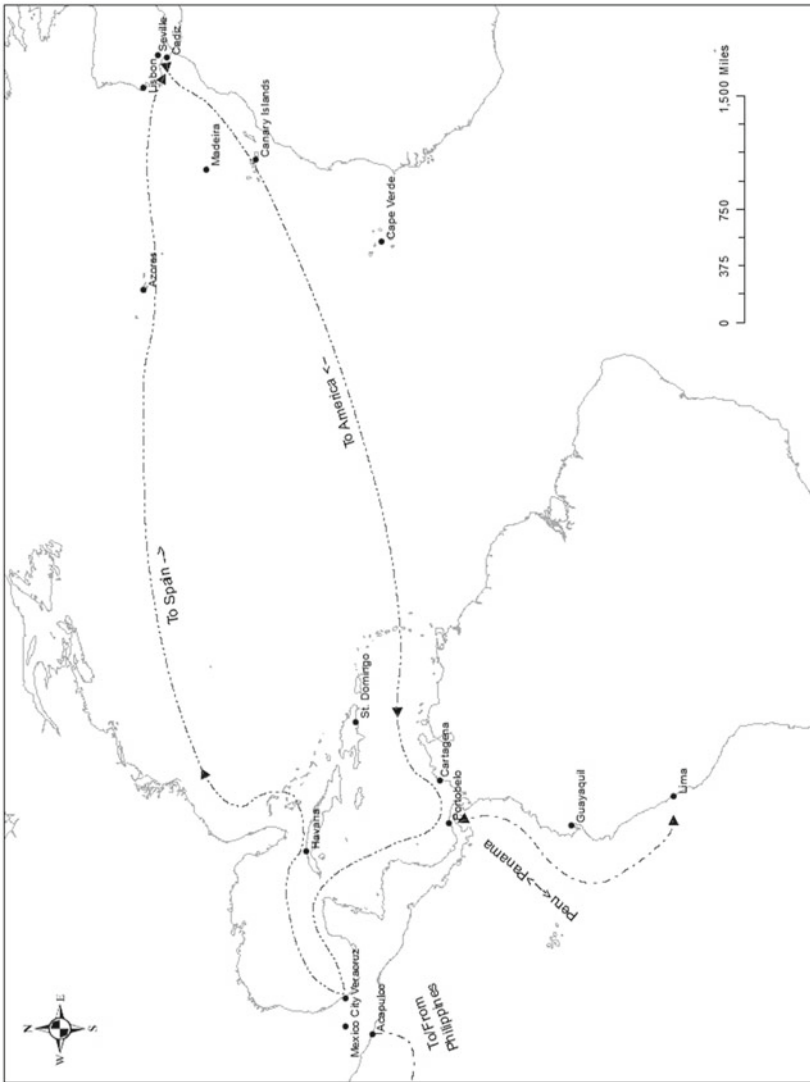 N
W E
S
Lisbon
Seville
Cadiz
Azores
Madeira
Canary Islands
Cape Verde
To Spain -->
To America <--
Havana
St. Domingo
Mexico City Veracruz
Acapulco
To/From
Philippines
Cartagena
Portobelo
Peru <---> Panama
Guayaquil
Lima
0 375 750 1,500 Miles